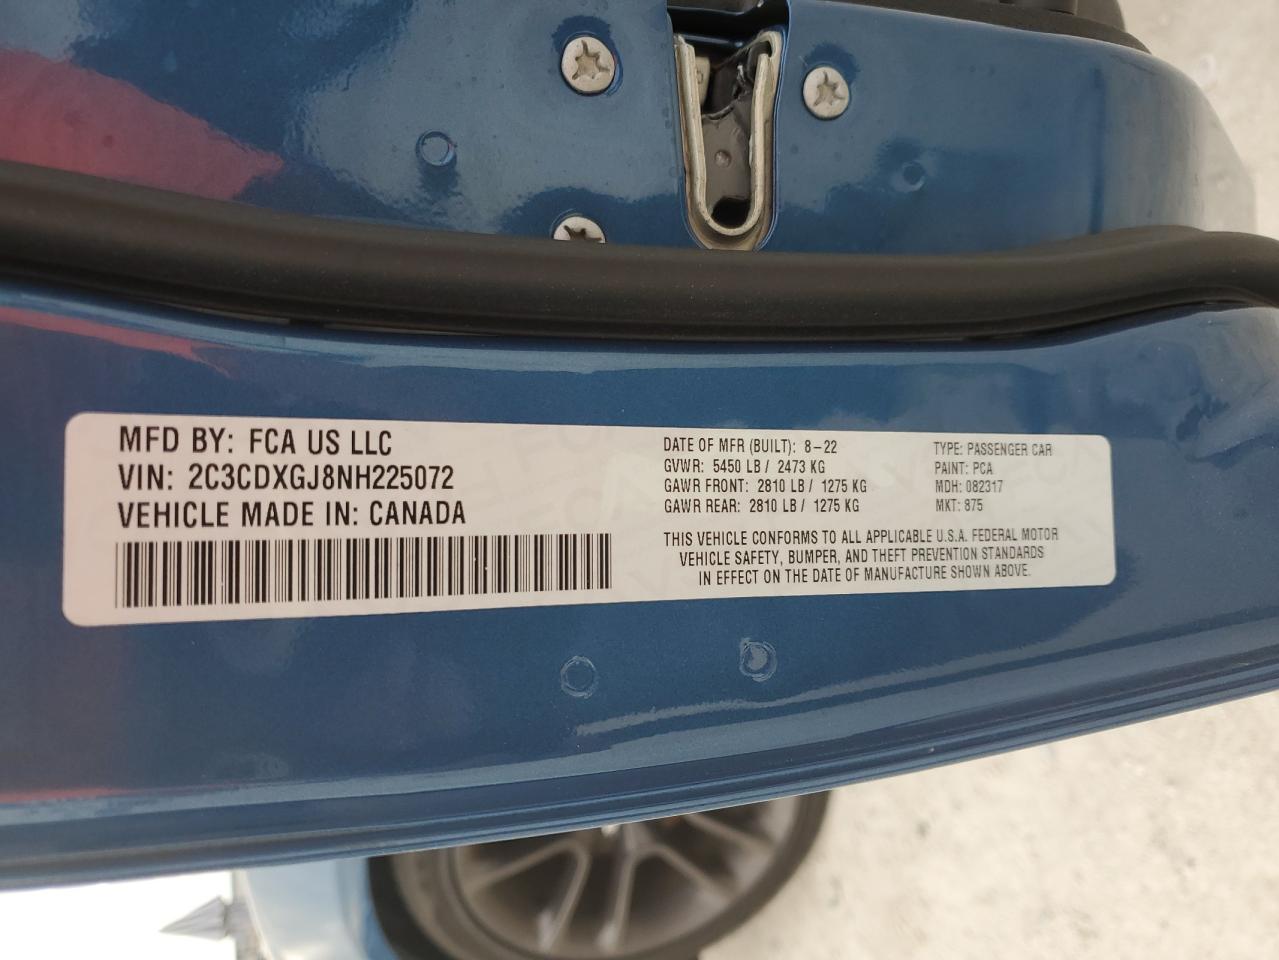 MFD BY: FCA US LLC
VIN: 2C3CDXGJ8NH225072
VEHICLE MADE IN: CANADA
DATE OF MFR (BUILT): 8-22
GVWR: 5450 LB / 2473 KG
GAWR FRONT: 2810 LB / 1275 KG
GAWR REAR: 2810 LB / 1275 KG
TYPE: PASSENGER CAR
PAINT: PCA
MDH: 082317
MKT: 875
THIS VEHICLE CONFORMS TO ALL APPLICABLE U.S.A. FEDERAL MOTOR
VEHICLE SAFETY, BUMPER, AND THEFT PREVENTION STANDARDS
IN EFFECT ON THE DATE OF MANUFACTURE SHOWN ABOVE.